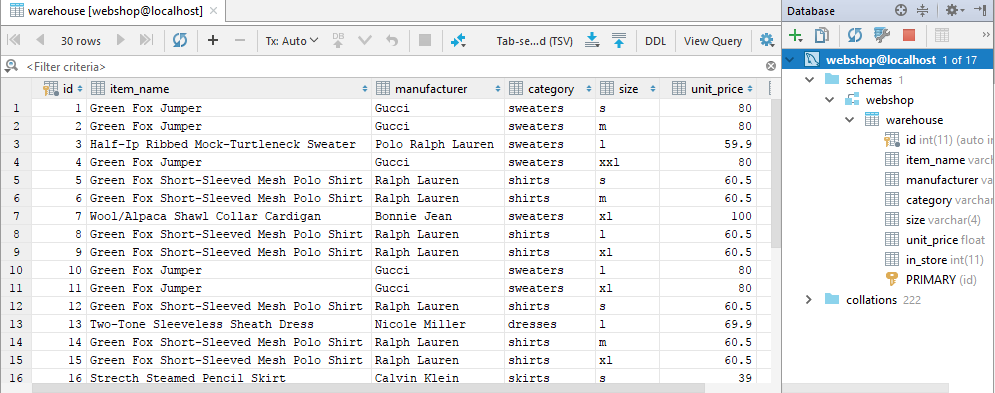 warehouse [webshop@localhost]
30 rows Tx: Auto DB Tab-se...d (TSV) DDL View Query
<Filter criteria>
id item_name manufacturer category size unit_price
1 1 Green Fox Jumper Gucci sweaters s 80
2 2 Green Fox Jumper Gucci sweaters m 80
3 3 Half-Ip Ribbed Mock-Turtleneck Sweater Polo Ralph Lauren sweaters l 59.9
4 4 Green Fox Jumper Gucci sweaters xxl 80
5 5 Green Fox Short-Sleeved Mesh Polo Shirt Ralph Lauren shirts s 60.5
6 6 Green Fox Short-Sleeved Mesh Polo Shirt Ralph Lauren shirts m 60.5
7 7 Wool/Alpaca Shawl Collar Cardigan Bonnie Jean sweaters xl 100
8 8 Green Fox Short-Sleeved Mesh Polo Shirt Ralph Lauren shirts l 60.5
9 9 Green Fox Short-Sleeved Mesh Polo Shirt Ralph Lauren shirts xl 60.5
10 10 Green Fox Jumper Gucci sweaters l 80
11 11 Green Fox Jumper Gucci sweaters xl 80
12 12 Green Fox Short-Sleeved Mesh Polo Shirt Ralph Lauren shirts s 60.5
13 13 Two-Tone Sleeveless Sheath Dress Nicole Miller dresses l 69.9
14 14 Green Fox Short-Sleeved Mesh Polo Shirt Ralph Lauren shirts m 60.5
15 15 Green Fox Short-Sleeved Mesh Polo Shirt Ralph Lauren shirts xl 60.5
16 16 Strecth Steamed Pencil Skirt Calvin Klein skirts s 39
Database
webshop@localhost 1 of 17
schemas 1
webshop
warehouse
id int(11) (auto in
item_name varch
manufacturer va
category varchar
size varchar(4)
unit_price float
in_store int(11)
PRIMARY (id)
collations 222